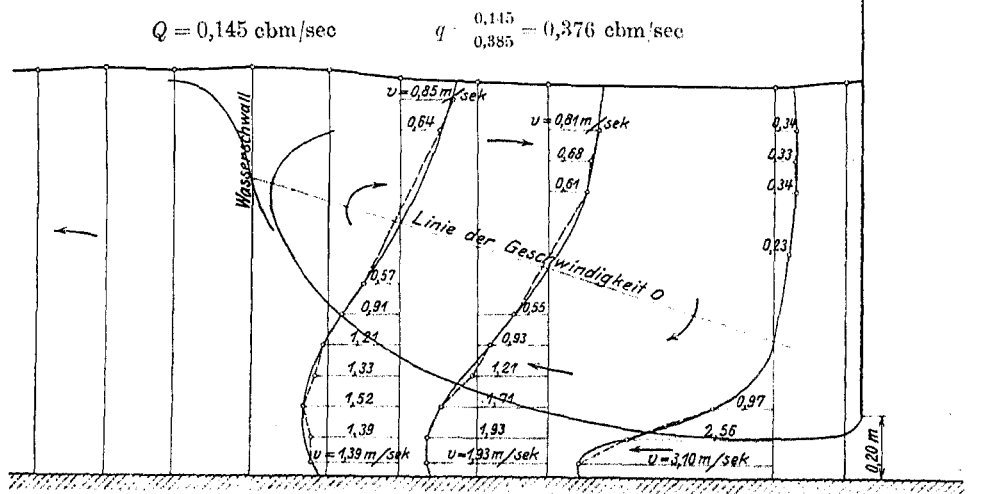 Q = 0,145 cbm/sec
q - 0,145/0,385 = 0,376 cbm/sec
Wasserschwall
v = 0,85 m/sek
0,64
0,57
0,91
1,21
1,33
1,52
1,39
v = 1,39 m/sek
v = 0,81 m/sek
0,68
0,61
0,55
0,93
1,21
1,71
1,93
v = 1,93 m/sek
0,34
0,33
0,34
0,23
0,97
2,56
v = 3,10 m/sek
Linie der Geschwindigkeit 0
0,20 m